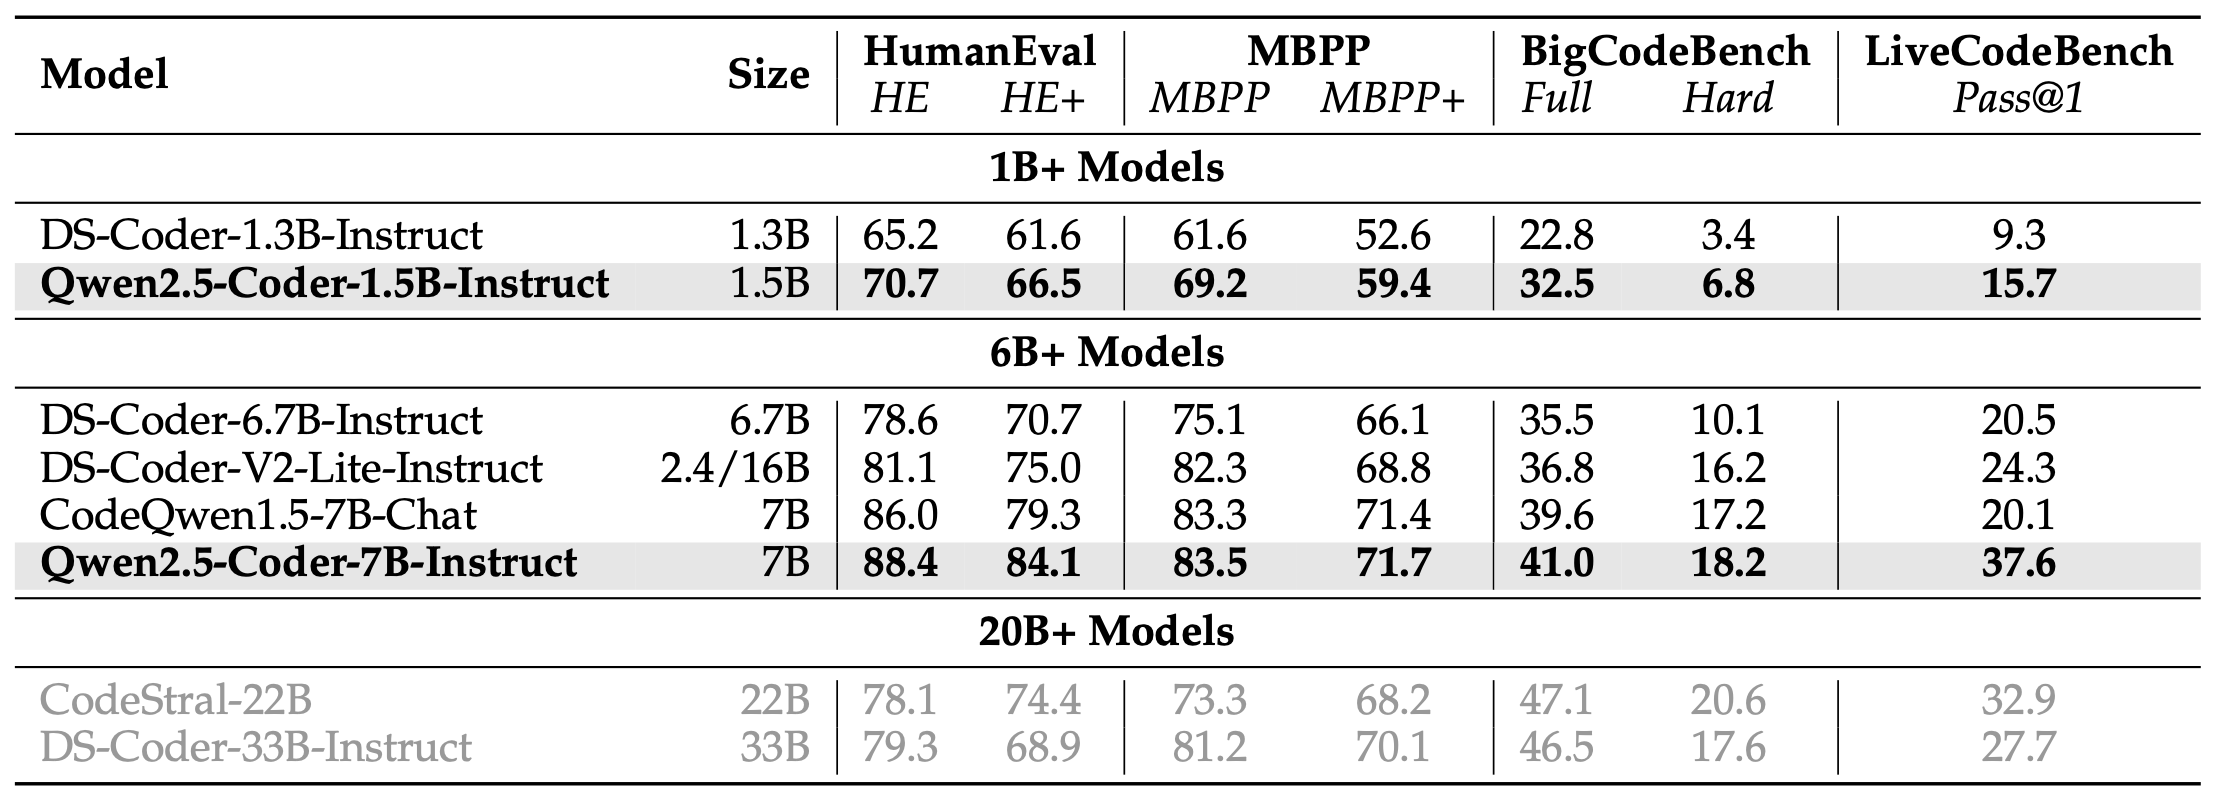 Model Size HumanEval MBPP BigCodeBench LiveCodeBench
HE HE+ MBPP MBPP+ Full Hard Pass@1
1B+ Models
DS-Coder-1.3B-Instruct 1.3B 65.2 61.6 61.6 52.6 22.8 3.4 9.3
Qwen2.5-Coder-1.5B-Instruct 1.5B 70.7 66.5 69.2 59.4 32.5 6.8 15.7
6B+ Models
DS-Coder-6.7B-Instruct 6.7B 78.6 70.7 75.1 66.1 35.5 10.1 20.5
DS-Coder-V2-Lite-Instruct 2.4/16B 81.1 75.0 82.3 68.8 36.8 16.2 24.3
CodeQwen1.5-7B-Chat 7B 86.0 79.3 83.3 71.4 39.6 17.2 20.1
Qwen2.5-Coder-7B-Instruct 7B 88.4 84.1 83.5 71.7 41.0 18.2 37.6
20B+ Models
CodeStral-22B 22B 78.1 74.4 73.3 68.2 47.1 20.6 32.9
DS-Coder-33B-Instruct 33B 79.3 68.9 81.2 70.1 46.5 17.6 27.7